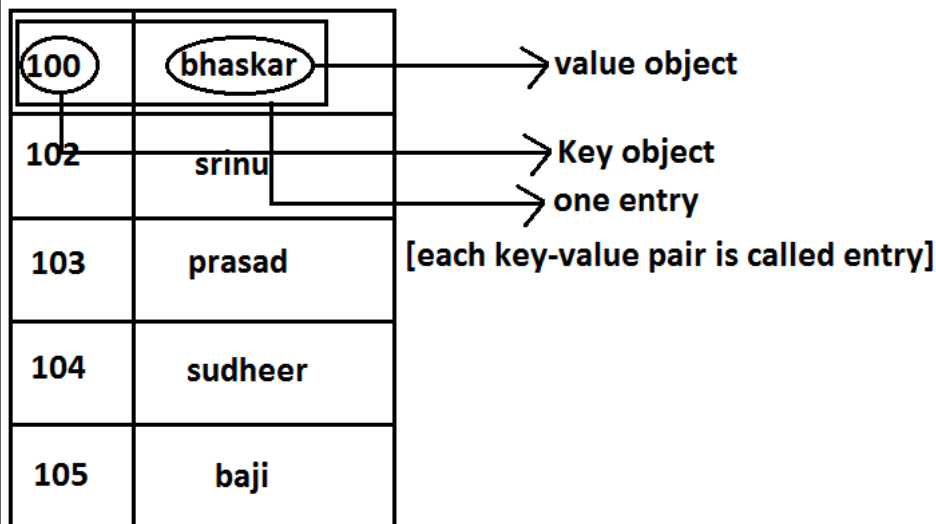 100 bhaskar value object
102 srinu Key object
one entry
103 prasad [each key-value pair is called entry]
104 sudheer
105 baji